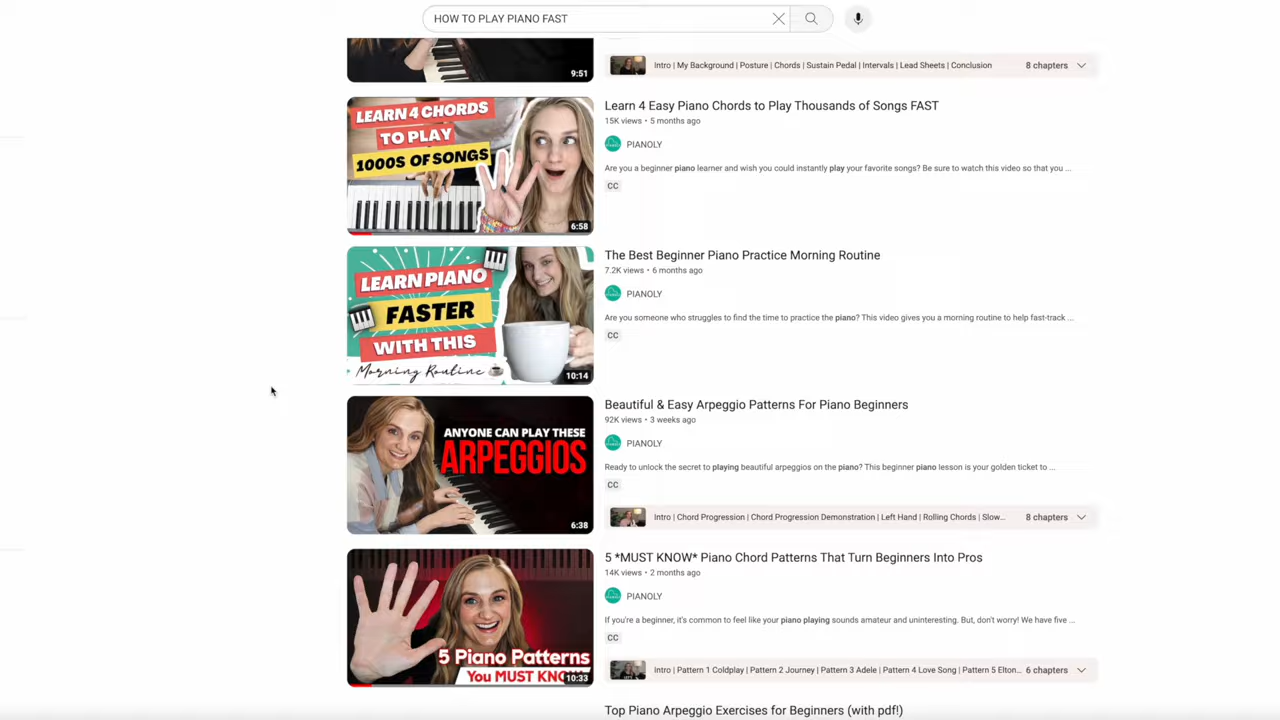 HOW TO PLAY PIANO FAST
9:51
Intro | My Background | Posture | Chords | Sustain Pedal | Intervals | Lead Sheets | Conclusion
8 chapters
LEARN 4 CHORDS
TO PLAY
1000S OF SONGS
6:58
Learn 4 Easy Piano Chords to Play Thousands of Songs FAST
15K views • 5 months ago
PIANOLY
Are you a beginner piano learner and wish you could instantly play your favorite songs? Be sure to watch this video so that you ...
CC
LEARN PIANO
FASTER
WITH THIS
Morning Routine
10:14
The Best Beginner Piano Practice Morning Routine
7.2K views • 6 months ago
PIANOLY
Are you someone who struggles to find the time to practice the piano? This video gives you a morning routine to help fast-track ...
CC
ANYONE CAN PLAY THESE
ARPEGGIOS
6:38
Beautiful & Easy Arpeggio Patterns For Piano Beginners
92K views • 3 weeks ago
PIANOLY
Ready to unlock the secret to playing beautiful arpeggios on the piano? This beginner piano lesson is your golden ticket to ...
CC
Intro | Chord Progression | Chord Progression Demonstration | Left Hand | Rolling Chords | Slow...
8 chapters
5 Piano Patterns
You MUST KNO
10:33
5 *MUST KNOW* Piano Chord Patterns That Turn Beginners Into Pros
14K views • 2 months ago
PIANOLY
If you're a beginner, it's common to feel like your piano playing sounds amateur and uninteresting. But, don't worry! We have five ...
CC
Intro | Pattern 1 Coldplay | Pattern 2 Journey | Pattern 3 Adele | Pattern 4 Love Song | Pattern 5 Elton...
6 chapters
Top Piano Arpeggio Exercises for Beginners (with pdf!)